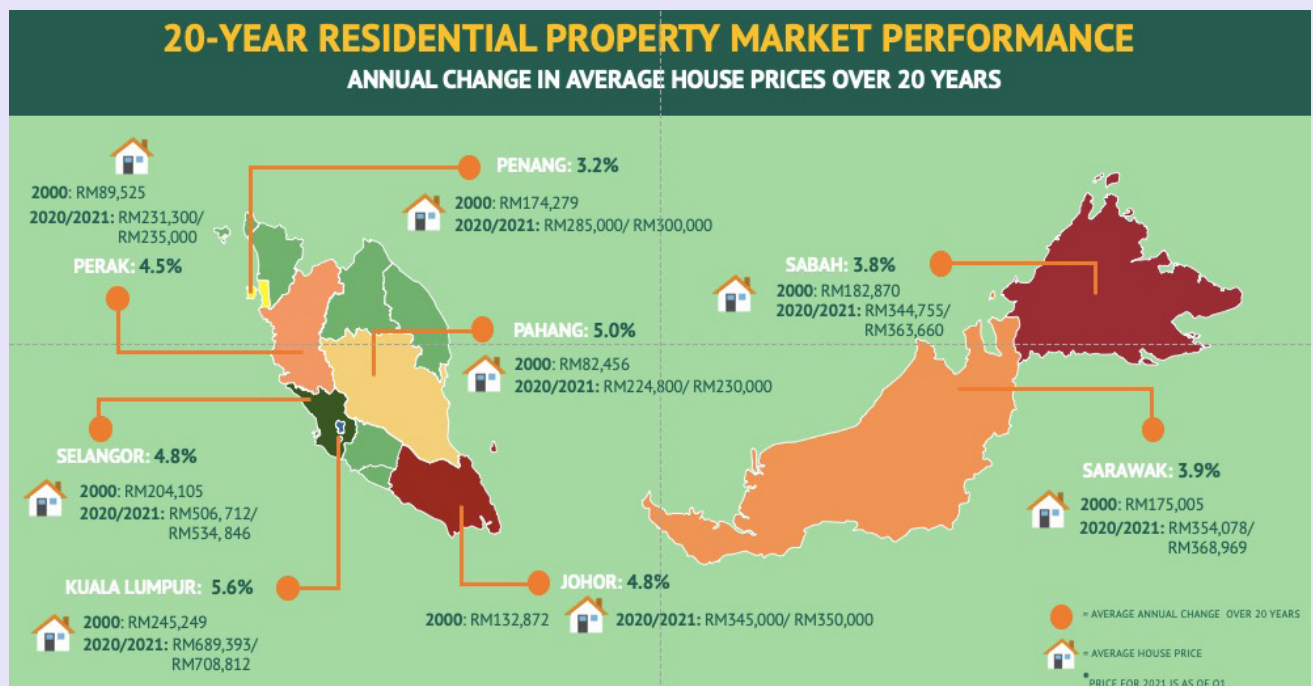 20-YEAR RESIDENTIAL PROPERTY MARKET PERFORMANCE
ANNUAL CHANGE IN AVERAGE HOUSE PRICES OVER 20 YEARS
2000: RM89,525
2020/2021: RM231,300/
RM235,000
PERAK: 4.5%
PENANG: 3.2%
2000: RM174,279
2020/2021: RM285,000/ RM300,000
PAHANG: 5.0%
2000: RM82,456
2020/2021: RM224,800/ RM230,000
SABAH: 3.8%
2000: RM182,870
2020/2021: RM344,755/
RM363,660
SELANGOR: 4.8%
2000: RM204,105
2020/2021: RM506,712/
RM534, 846
SARAWAK: 3.9%
2000: RM175,005
2020/2021: RM354,078/
RM368,969
KUALA LUMPUR: 5.6%
2000: RM245,249
2020/2021: RM689,393/
RM708,812
JOHOR: 4.8%
2000: RM132,872
2020/2021: RM345,000/ RM350,000
= AVERAGE ANNUAL CHANGE OVER 20 YEARS
= AVERAGE HOUSE PRICE
*PRICE FOR 2021 IS AS OF Q1